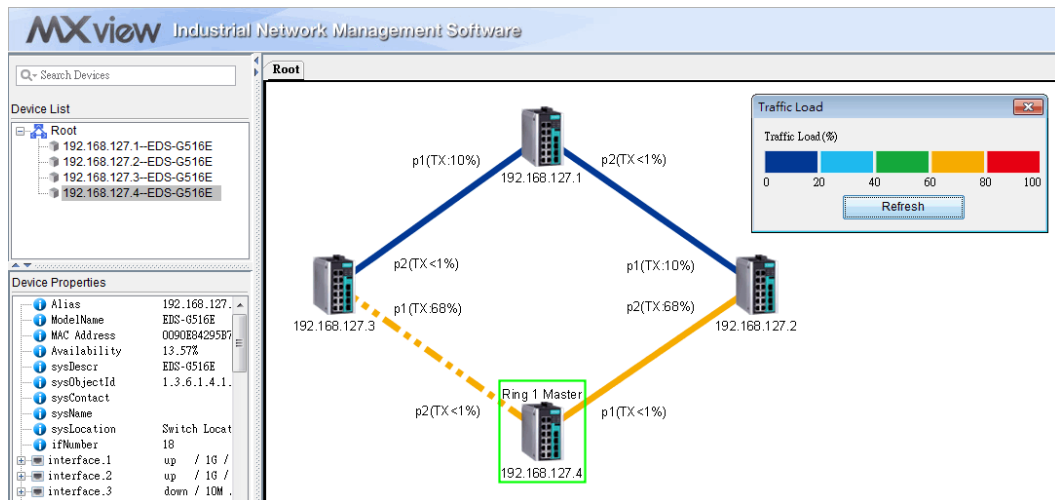 MXview Industrial Network Management Software
Search Devices
Root
Device List
Root
192.168.127.1--EDS-G516E
192.168.127.2--EDS-G516E
192.168.127.3--EDS-G516E
192.168.127.4--EDS-G516E
Device Properties
Alias 192.168.127.
ModelName EDS-G516E
MAC Address 0090E84295B7
Availability 13.57%
sysDescr EDS-G516E
sysObjectId 1.3.6.1.4.1.
sysContact
sysName
sysLocation Switch Locat
ifNumber 18
interface.1 up / 1G /
interface.2 up / 1G /
interface.3 down / 10M .
p1(TX:10%)
p2(TX<1%)
192.168.127.1
p2(TX<1%)
p1(TX:10%)
p1(TX:68%)
p2(TX:68%)
192.168.127.3
192.168.127.2
Ring 1 Master
p2(TX<1%)
p1(TX<1%)
192.168.127.4
Traffic Load
Traffic Load(%)
0 20 40 60 80 100
Refresh